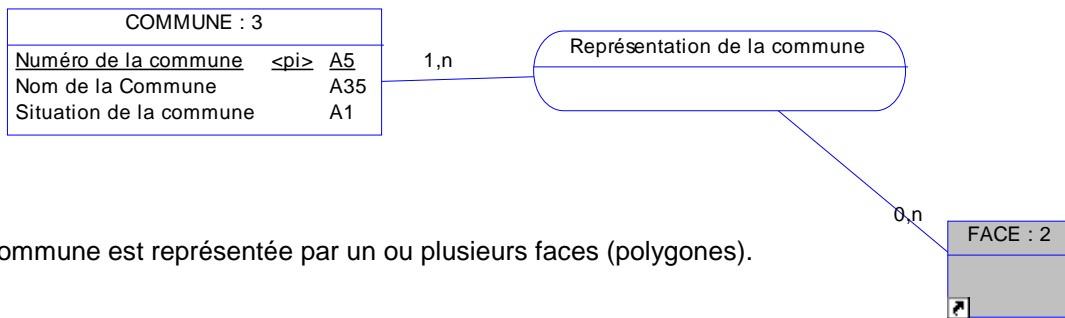 COMMUNE : 3
Numéro de la commune <pi> A5
Nom de la Commune A35
Situation de la commune A1
1,n
Représentation de la commune
0,n
FACE : 2
ommune est représentée par un ou plusieurs faces (polygones).